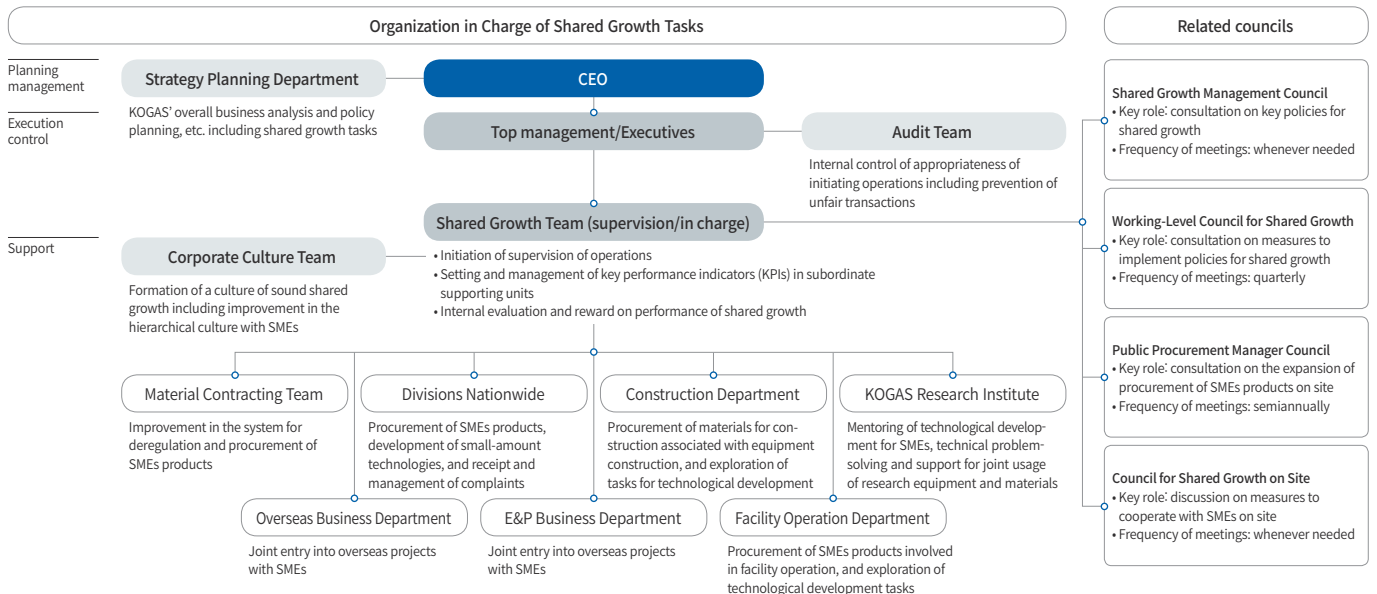 Organization in Charge of Shared Growth Tasks
Related councils
Planning
management
Strategy Planning Department
CEO
KOGAS’ overall business analysis and policy
planning, etc. including shared growth tasks
Execution
control
Top management/Executives
Audit Team
Internal control of appropriateness of
initiating operations including prevention of
unfair transactions
Shared Growth Team (supervision/in charge)
Support
Corporate Culture Team
Formation of a culture of sound shared
growth including improvement in the
hierarchical culture with SMEs
• Initiation of supervision of operations
• Setting and management of key performance indicators (KPIs) in subordinate
supporting units
• Internal evaluation and reward on performance of shared growth
Material Contracting Team
Improvement in the system for
deregulation and procurement of
SMEs products
Divisions Nationwide
Procurement of SMEs products,
development of small-amount
technologies, and receipt and
management of complaints
Construction Department
Procurement of materials for con-
struction associated with equipment
construction, and exploration of
tasks for technological development
KOGAS Research Institute
Mentoring of technological develop-
ment for SMEs, technical problem-
solving and support for joint usage
of research equipment and materials
Overseas Business Department
Joint entry into overseas projects
with SMEs
E&P Business Department
Joint entry into overseas projects
with SMEs
Facility Operation Department
Procurement of SMEs products involved
in facility operation, and exploration of
technological development tasks
Shared Growth Management Council
• Key role: consultation on key policies for
shared growth
• Frequency of meetings: whenever needed
Working-Level Council for Shared Growth
• Key role: consultation on measures to
implement policies for shared growth
• Frequency of meetings: quarterly
Public Procurement Manager Council
• Key role: consultation on the expansion of
procurement of SMEs products on site
• Frequency of meetings: semiannually
Council for Shared Growth on Site
• Key role: discussion on measures to
cooperate with SMEs on site
• Frequency of meetings: whenever needed